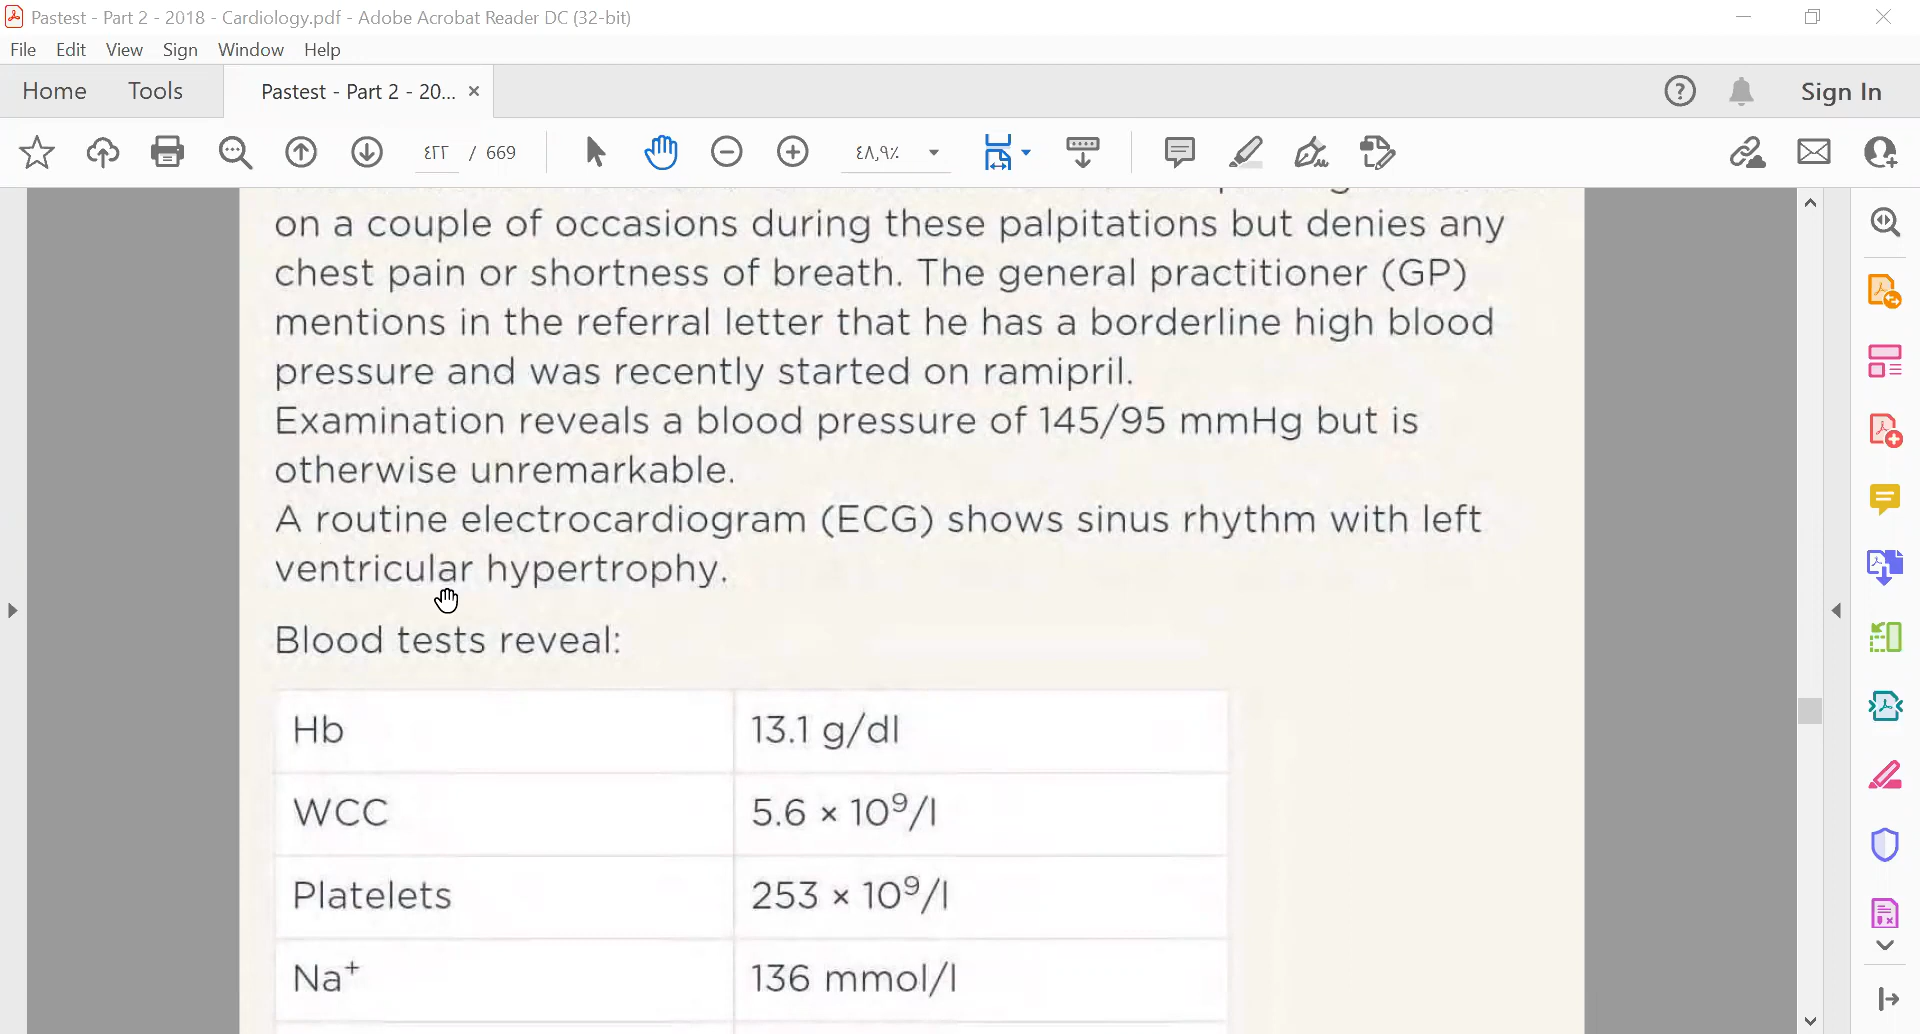 Pastest - Part 2 - 2018 - Cardiology.pdf - Adobe Acrobat Reader DC (32-bit)
File Edit View Sign Window Help
Home Tools Pastest - Part 2 - 20... × Sign In
٤٢٢ / 669 ٤٨,٩٪
on a couple of occasions during these palpitations but denies any
chest pain or shortness of breath. The general practitioner (GP)
mentions in the referral letter that he has a borderline high blood
pressure and was recently started on ramipril.
Examination reveals a blood pressure of 145/95 mmHg but is
otherwise unremarkable.
A routine electrocardiogram (ECG) shows sinus rhythm with left
ventricular hypertrophy.
Blood tests reveal:
Hb 13.1 g/dl
WCC 5.6 × 10⁹/l
Platelets 253 × 10⁹/l
Na⁺ 136 mmol/l